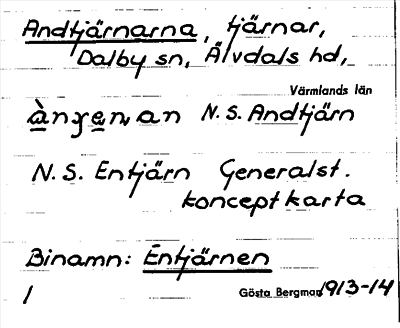 Andtjärnarna, tjärnar,
Dalby sn, Älvdals hd,
Värmlands län
N.S. Andtjärn
N.S. Entjärn Generalst.
konceptkarta
Binamn: Entjärnen
1 Gösta Bergman 1913-14